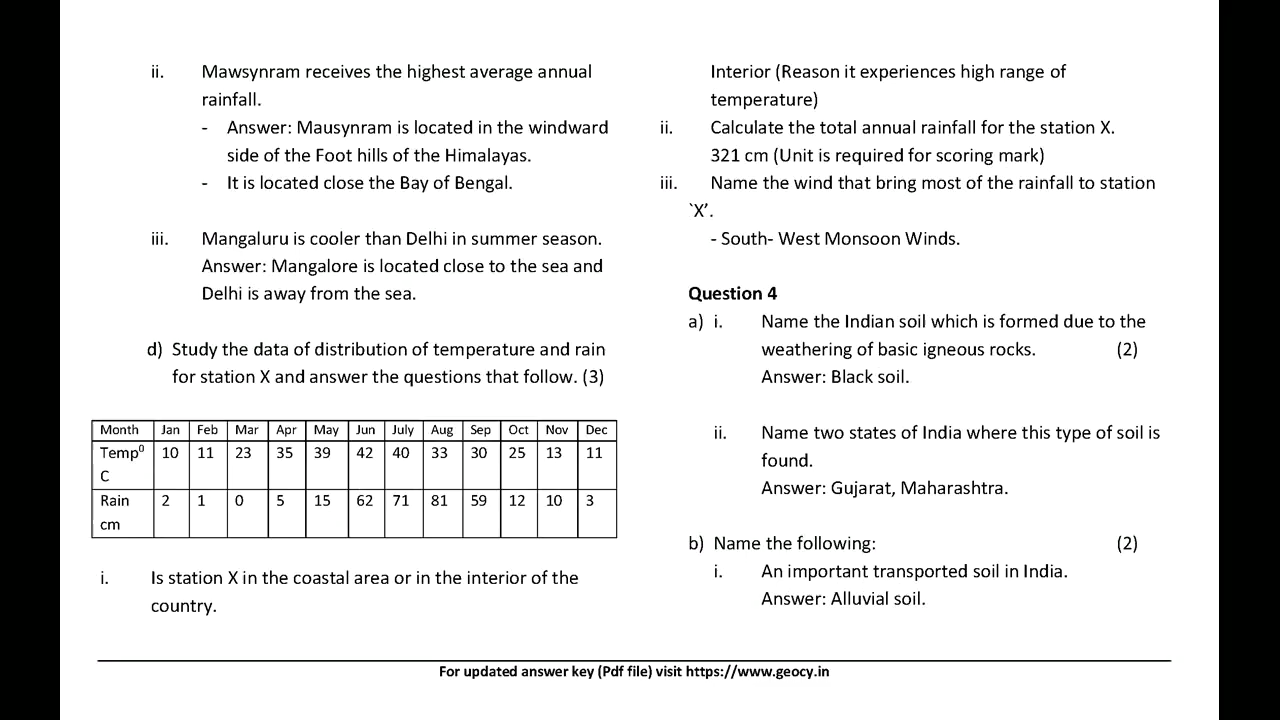 ii. Mawsynram receives the highest average annual
rainfall.
- Answer: Mausynram is located in the windward
side of the Foot hills of the Himalayas.
- It is located close the Bay of Bengal.
iii. Mangaluru is cooler than Delhi in summer season.
Answer: Mangalore is located close to the sea and
Delhi is away from the sea.
d) Study the data of distribution of temperature and rain
for station X and answer the questions that follow. (3)
Month Jan Feb Mar Apr May Jun July Aug Sep Oct Nov Dec
Temp⁰ 10 11 23 35 39 42 40 33 30 25 13 11
C
Rain 2 1 0 5 15 62 71 81 59 12 10 3
cm
i. Is station X in the coastal area or in the interior of the
country.
Interior (Reason it experiences high range of
temperature)
ii. Calculate the total annual rainfall for the station X.
321 cm (Unit is required for scoring mark)
iii. Name the wind that bring most of the rainfall to station
`X’.
- South- West Monsoon Winds.
Question 4
a) i. Name the Indian soil which is formed due to the
weathering of basic igneous rocks. (2)
Answer: Black soil.
ii. Name two states of India where this type of soil is
found.
Answer: Gujarat, Maharashtra.
b) Name the following: (2)
i. An important transported soil in India.
Answer: Alluvial soil.
For updated answer key (Pdf file) visit https://www.geocy.in